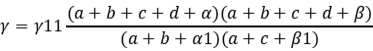 γ = γ11 (a + b + c + d + α)(a + b + c + d + β) / (a + b + α1)(a + c + β1)